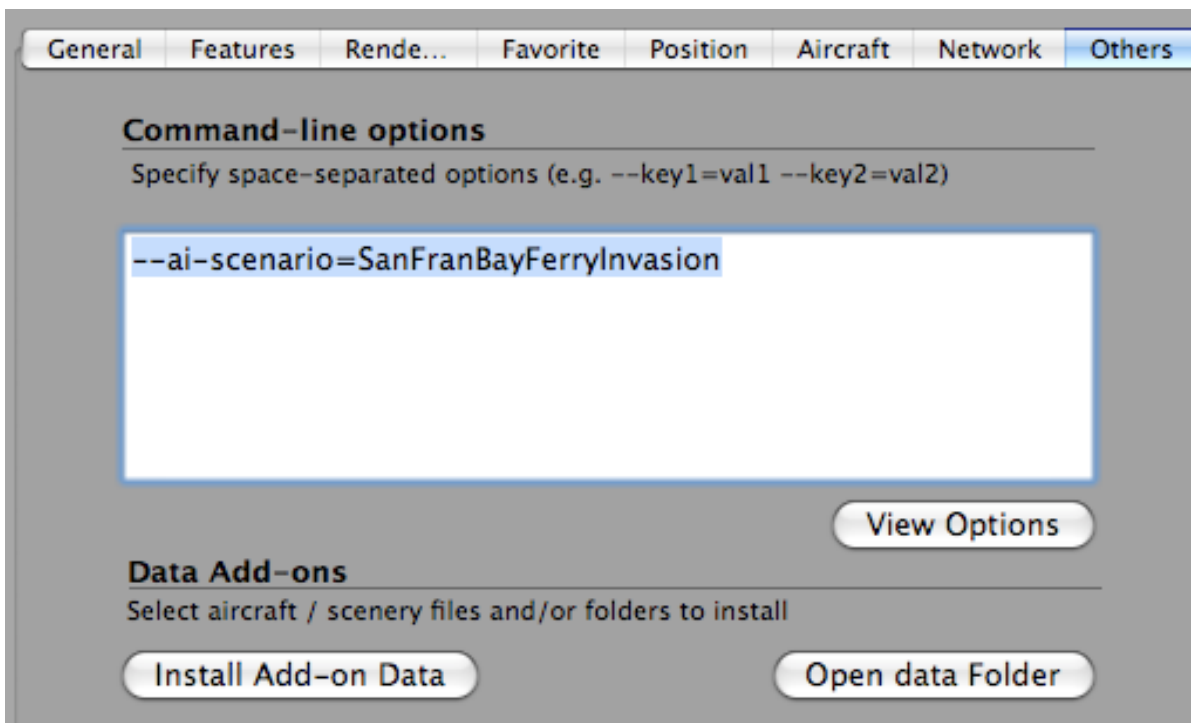 General Features Rende... Favorite Position Aircraft Network Others
Command-line options
Specify space-separated options (e.g. --key1=val1 --key2=val2)
--ai-scenario=SanFranBayFerryInvasion
View Options
Data Add-ons
Select aircraft / scenery files and/or folders to install
Install Add-on Data Open data Folder